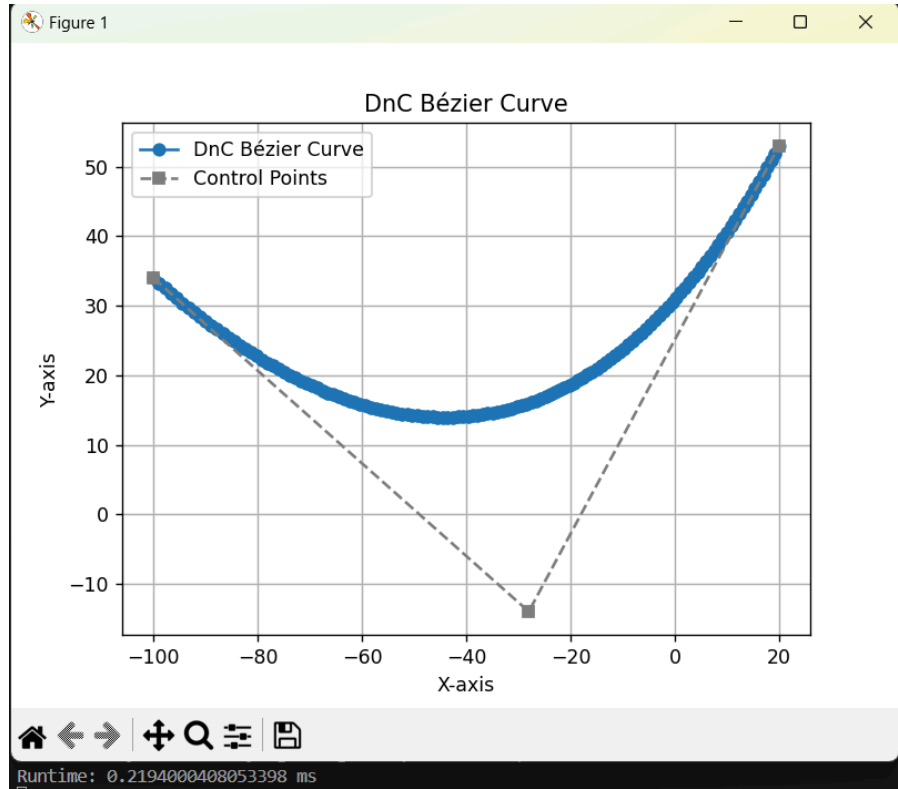 Figure 1
DnC Bézier Curve
DnC Bézier Curve
Control Points
50
40
30
20
10
0
−10
Y-axis
−100 −80 −60 −40 −20 0 20
X-axis
Runtime: 0.2194000408053398 ms